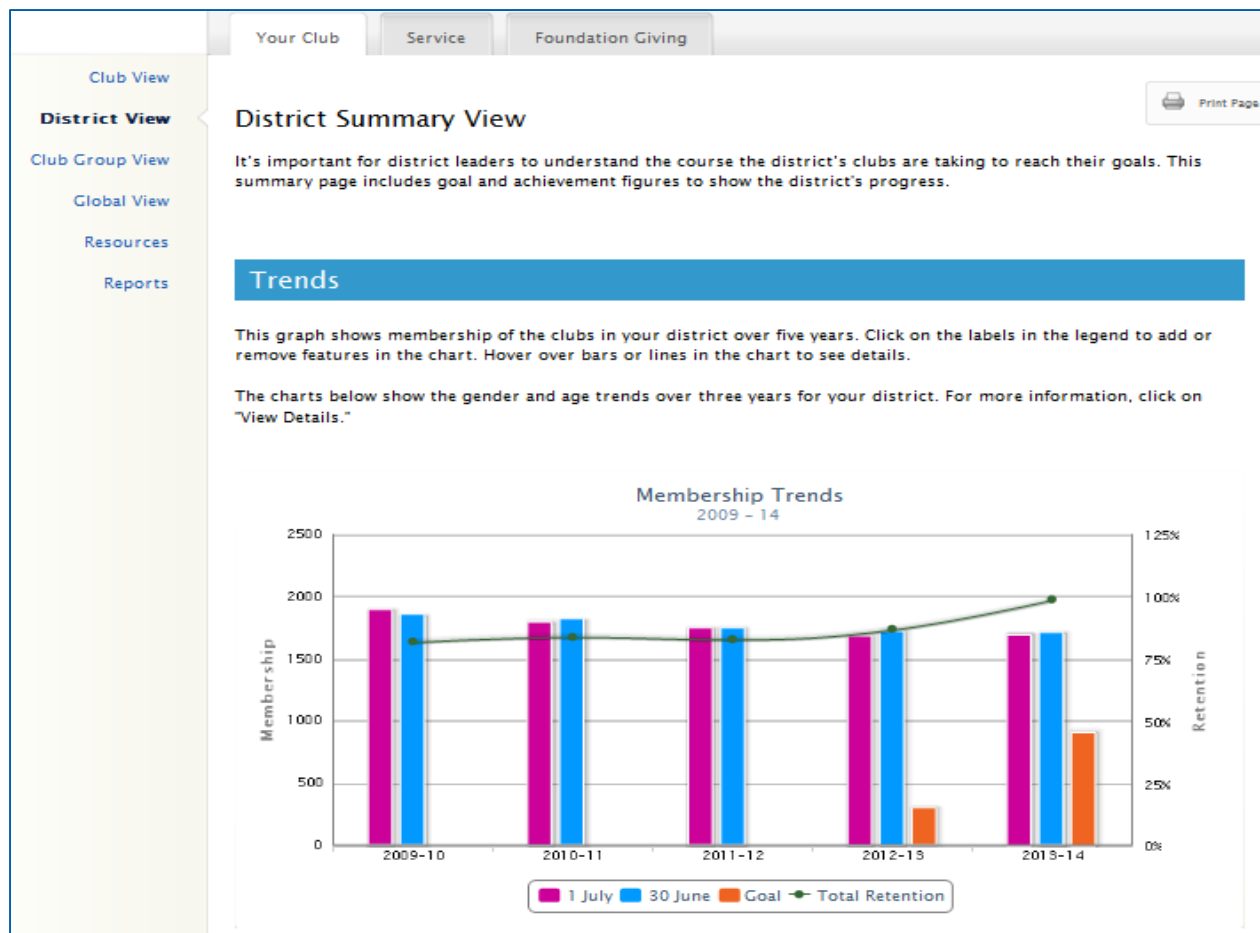 Your Club
Service
Foundation Giving
Club View
District View
Club Group View
Global View
Resources
Reports
Print Page
District Summary View
It's important for district leaders to understand the course the district's clubs are taking to reach their goals. This
summary page includes goal and achievement figures to show the district's progress.
Trends
This graph shows membership of the clubs in your district over five years. Click on the labels in the legend to add or
remove features in the chart. Hover over bars or lines in the chart to see details.
The charts below show the gender and age trends over three years for your district. For more information, click on
"View Details."
Membership Trends
2009 - 14
2500
2000
1500
1000
500
0
Membership
125%
100%
75%
50%
25%
0%
Retention
2009-10
2010-11
2011-12
2012-13
2013-14
1 July
30 June
Goal
Total Retention